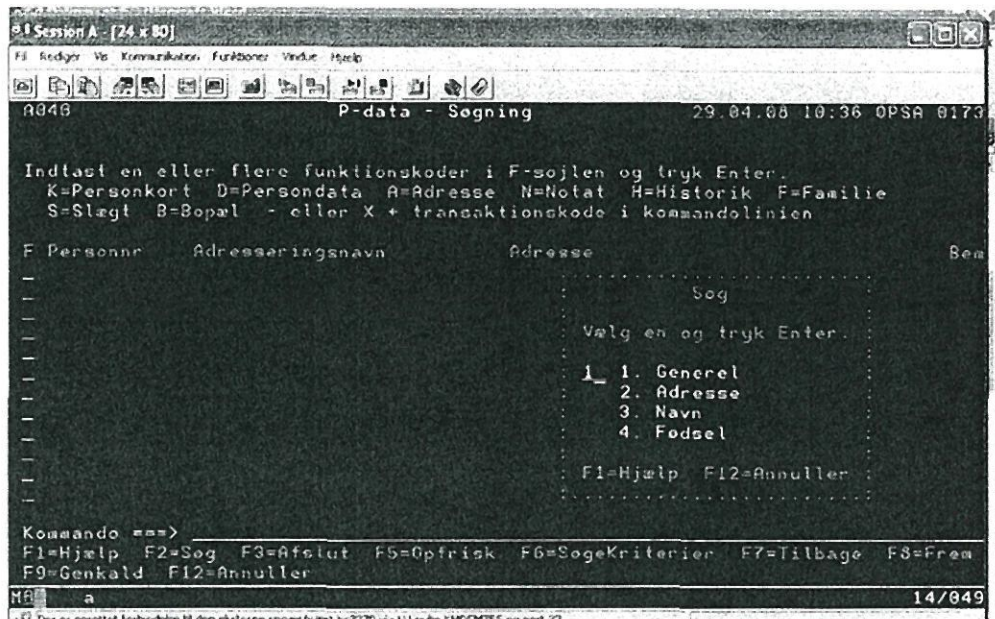 Session A - [24 x 80]
Fil Rediger Vis Kommunikation Funktioner Vindue Hjælp
A048 P-data - Søgning 29.04.08 10:36 OPSA 0173
Indtast en eller flere funktionskoder i F-søjlen og tryk Enter.
K=Personkort D=Persondata A=Adresse N=Notat H=Historik F=Familie
S=Slægt B=Bopæl - eller X + transaktionskode i kommandolinien
F Personnr Adresseringsnavn Adresse Bem
Søg
Vælg en og tryk Enter.
1_ 1. Generel
2. Adresse
3. Navn
4. Fødsel
F1=Hjælp F12=Annuller
Kommando ===>
F1=Hjælp F2=Søg F3=Afslut F5=Opfrisk F6=SøgeKriterier F7=Tilbage F8=Frem
F9=Genkald F12=Annuller
MA a 14/049